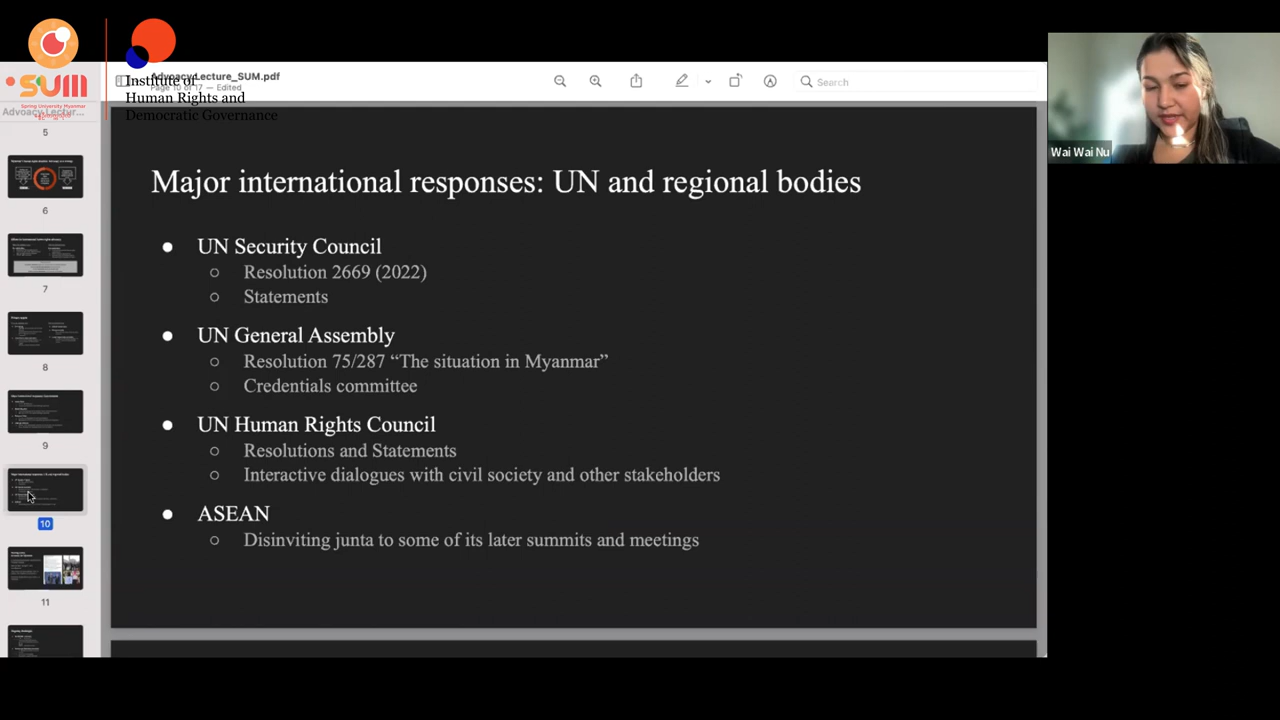 SUM
Spring University Myanmar
Institute of
Human Rights and
Democratic Governance
Advocacy Lecture_SUM.pdf
Page 10 of 17 — Edited
Search
Advocacy Lectur...
5
6
7
8
9
10
11
Major international responses: UN and regional bodies
● UN Security Council
○ Resolution 2669 (2022)
○ Statements
● UN General Assembly
○ Resolution 75/287 “The situation in Myanmar”
○ Credentials committee
● UN Human Rights Council
○ Resolutions and Statements
○ Interactive dialogues with civil society and other stakeholders
● ASEAN
○ Disinviting junta to some of its later summits and meetings
Wai Wai Nu